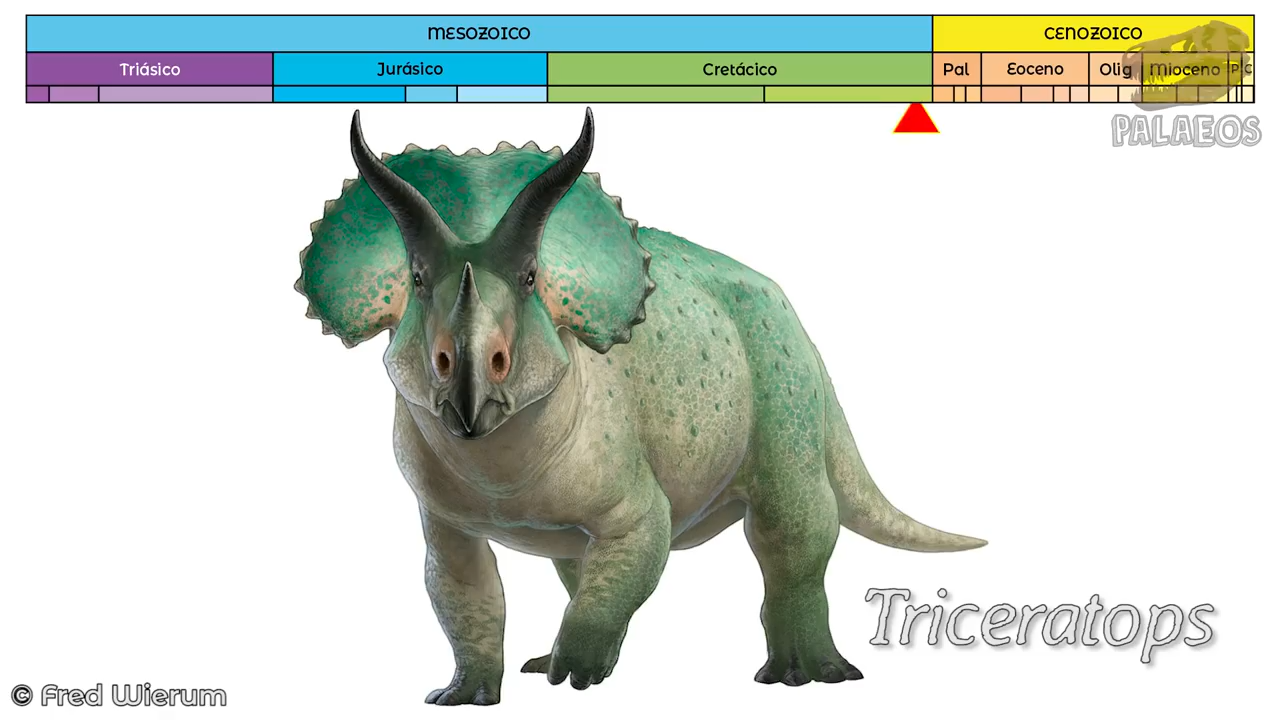 MESOZOICO
CENOZOICO
Triásico
Jurásico
Cretácico
Pal
Eoceno
Olig
Mioceno
P
C
PALAEOS
Triceratops
© Fred Wierum